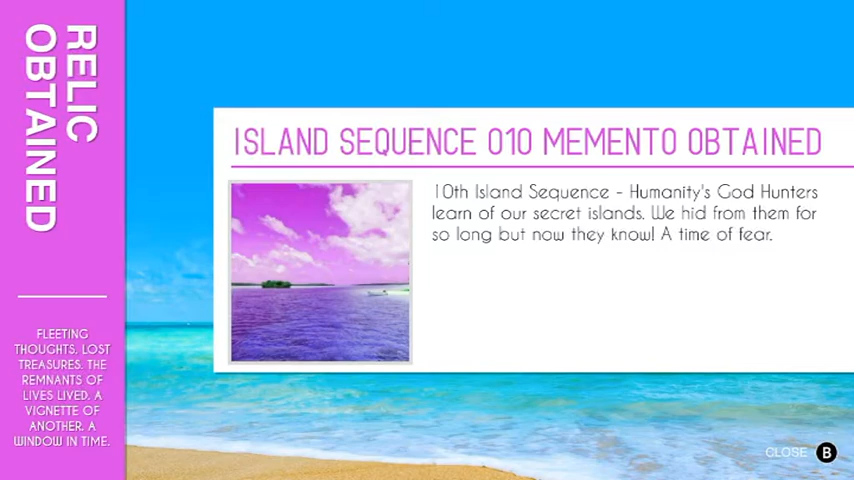 RELIC
OBTAINED
FLEETING
THOUGHTS. LOST
TREASURES. THE
REMNANTS OF
LIVES LIVED. A
VIGNETTE OF
ANOTHER. A
WINDOW IN TIME.
ISLAND SEQUENCE 010 MEMENTO OBTAINED
10th Island Sequence - Humanity's God Hunters
learn of our secret islands. We hid from them for
so long but now they know! A time of fear.
CLOSE B